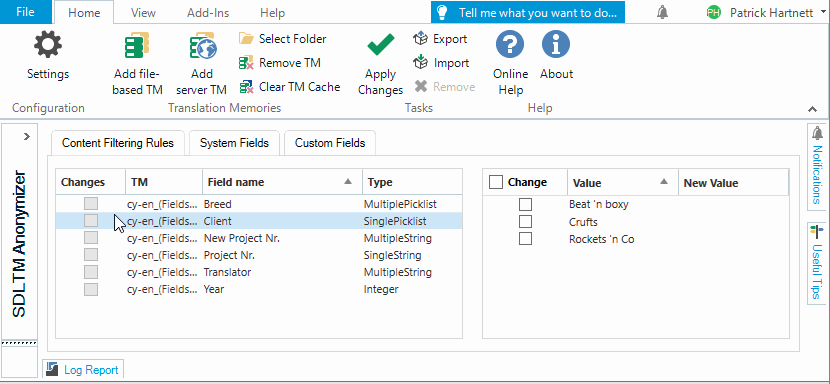 File Home View Add-Ins Help Tell me what you want to do... PH Patrick Hartnett
Settings
Add file-based TM
Add server TM
Select Folder
Remove TM
Clear TM Cache
Apply Changes
Export
Import
Remove
Online Help
About
Configuration Translation Memories Tasks Help
SDLTM Anonymizer
Content Filtering Rules System Fields Custom Fields
Changes TM Field name Type
cy-en_(Fields... Breed MultiplePicklist
cy-en_(Fields... Client SinglePicklist
cy-en_(Fields... New Project Nr. MultipleString
cy-en_(Fields... Project Nr. SingleString
cy-en_(Fields... Translator MultipleString
cy-en_(Fields... Year Integer
Change Value New Value
Beat 'n boxy
Crufts
Rockets 'n Co
Notifications
Useful Tips
Log Report